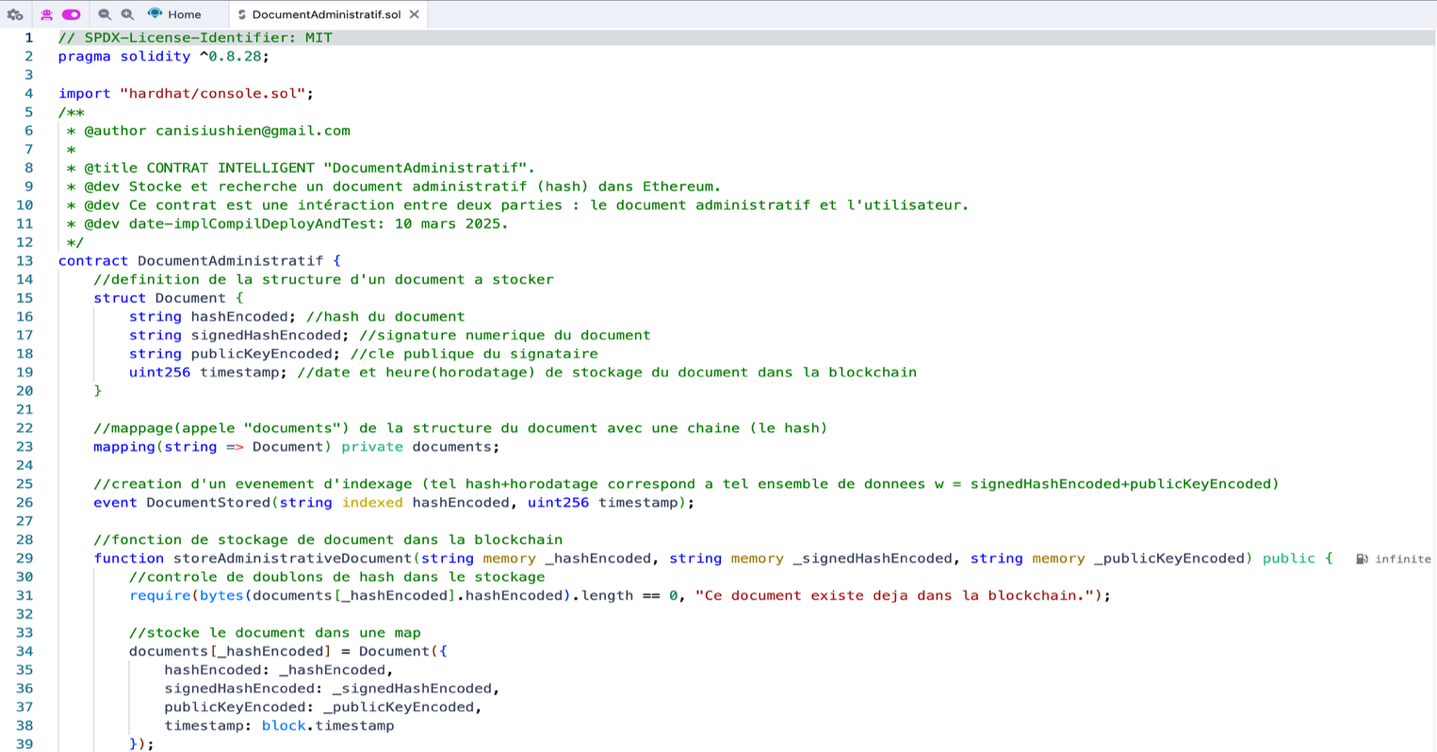 Home
DocumentAdministratif.sol
1 // SPDX-License-Identifier: MIT
2 pragma solidity ^0.8.28;
3
4 import "hardhat/console.sol";
5 /**
6 * @author canisiushien@gmail.com
7 *
8 * @title CONTRAT INTELLIGENT "DocumentAdministratif".
9 * @dev Stocke et recherche un document administratif (hash) dans Ethereum.
10 * @dev Ce contrat est une intéraction entre deux parties : le document administratif et l'utilisateur.
11 * @dev date-implCompilDeployAndTest: 10 mars 2025.
12 */
13 contract DocumentAdministratif {
14 //definition de la structure d'un document a stocker
15 struct Document {
16 string hashEncoded; //hash du document
17 string signedHashEncoded; //signature numerique du document
18 string publicKeyEncoded; //cle publique du signataire
19 uint256 timestamp; //date et heure(horodatage) de stockage du document dans la blockchain
20 }
21
22 //mappage(appele "documents") de la structure du document avec une chaine (le hash)
23 mapping(string => Document) private documents;
24
25 //creation d'un evenement d'indexage (tel hash+horodatage correspond a tel ensemble de donnees w = signedHashEncoded+publicKeyEncoded)
26 event DocumentStored(string indexed hashEncoded, uint256 timestamp);
27
28 //fonction de stockage de document dans la blockchain
29 function storeAdministrativeDocument(string memory _hashEncoded, string memory _signedHashEncoded, string memory _publicKeyEncoded) public { infinite
30 //controle de doublons de hash dans le stockage
31 require(bytes(documents[_hashEncoded].hashEncoded).length == 0, "Ce document existe deja dans la blockchain.");
32
33 //stocke le document dans une map
34 documents[_hashEncoded] = Document({
35 hashEncoded: _hashEncoded,
36 signedHashEncoded: _signedHashEncoded,
37 publicKeyEncoded: _publicKeyEncoded,
38 timestamp: block.timestamp
39 });